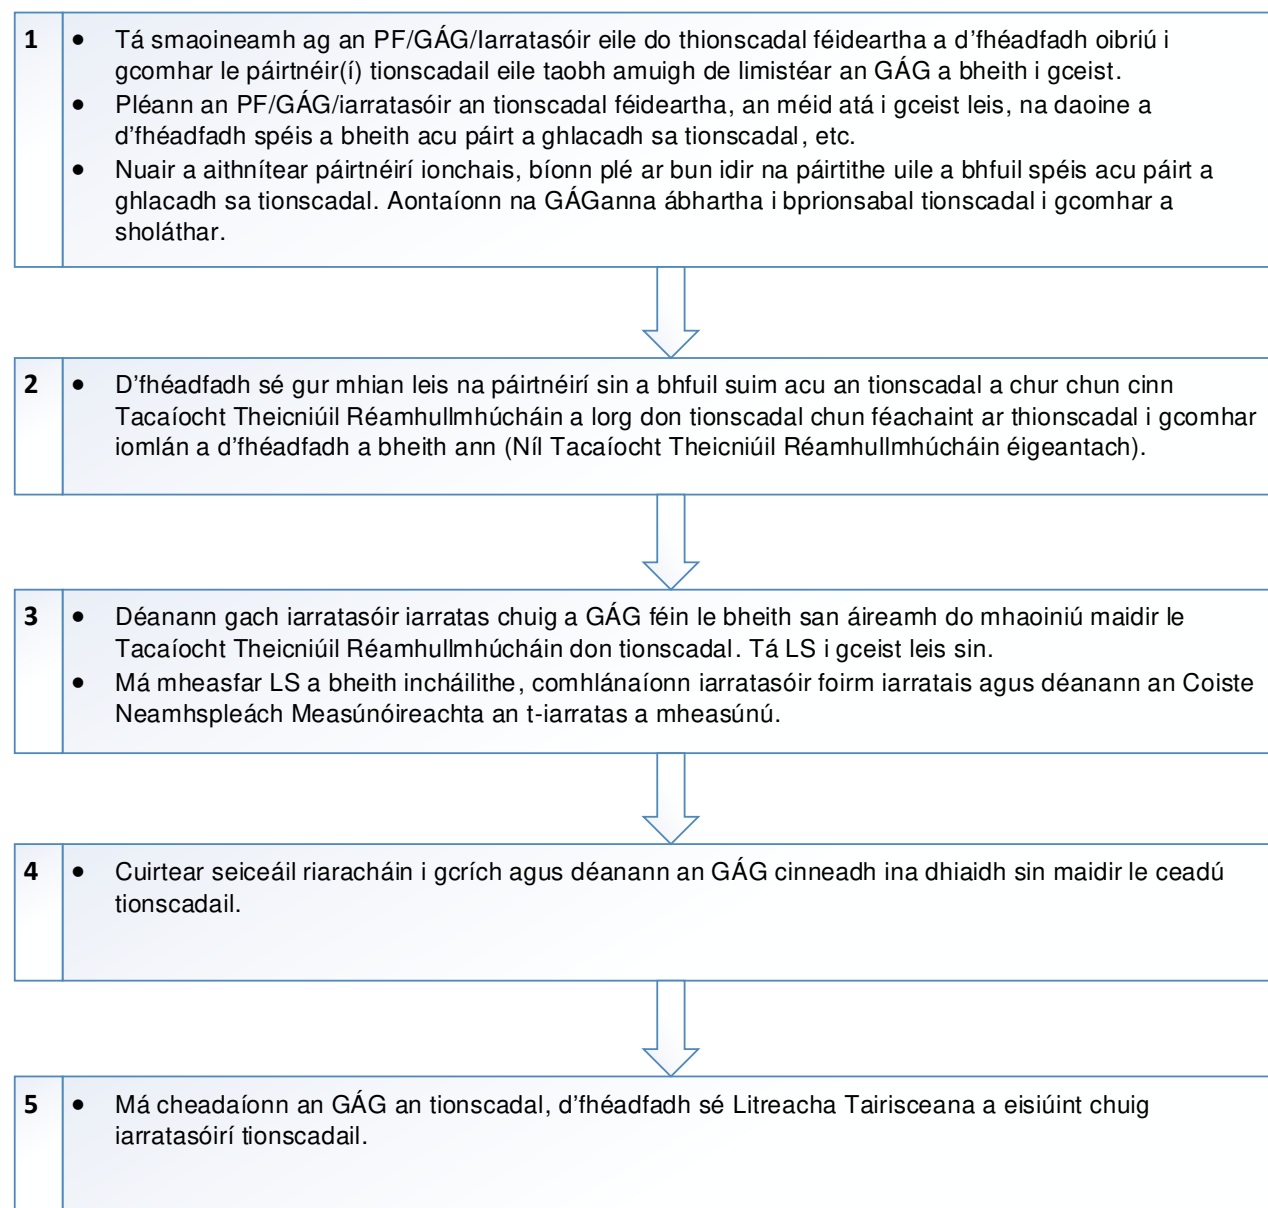 1 • Tá smaoineamh ag an PF/GÁG/Iarratasóir eile do thionscadal féideartha a d'fhéadfadh oibriú i
gcomhar le páirtnéir(í) tionscadail eile taobh amuigh de limistéar an GÁG a bheith i gceist.
• Pléann an PF/GÁG/iarratasóir an tionscadal féideartha, an méid atá i gceist leis, na daoine a
d'fhéadfadh spéis a bheith acu páirt a ghlacadh sa tionscadal, etc.
• Nuair a aithnítear páirtnéirí ionchais, bíonn plé ar bun idir na páirtithe uile a bhfuil spéis acu páirt a
ghlacadh sa tionscadal. Aontaíonn na GÁGanna ábhartha i bprionsabal tionscadal i gcomhar a
sholáthar.
2 • D'fhéadfadh sé gur mhian leis na páirtnéirí sin a bhfuil suim acu an tionscadal a chur chun cinn
Tacaíocht Theicniúil Réamhullmhúcháin a lorg don tionscadal chun féachaint ar thionscadal i gcomhar
iomlán a d'fhéadfadh a bheith ann (Níl Tacaíocht Theicniúil Réamhullmhúcháin éigeantach).
3 • Déanann gach iarratasóir iarratas chuig a GÁG féin le bheith san áireamh do mhaoiniú maidir le
Tacaíocht Theicniúil Réamhullmhúcháin don tionscadal. Tá LS i gceist leis sin.
• Má mheasfar LS a bheith incháilithe, comhlánaíonn iarratasóir foirm iarratais agus déanann an Coiste
Neamhspleách Measúnóireachta an t-iarratas a mheasúnú.
4 • Cuirtear seiceáil riaracháin i gcrích agus déanann an GÁG cinneadh ina dhiaidh sin maidir le ceadú
tionscadail.
5 • Má cheadaíonn an GÁG an tionscadal, d'fhéadfadh sé Litreacha Tairisceana a eisiúint chuig
iarratasóirí tionscadail.